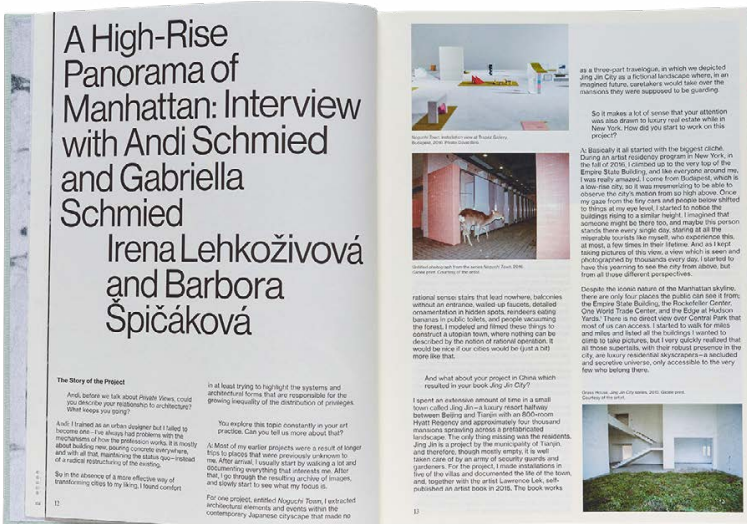 A High-Rise
Panorama of
Manhattan: Interview
with Andi Schmied
and Gabriella
Schmied
Irena Lehkoživová
and Barbora
Špičáková
The Story of the Project
Andi, before we talk about Private Views, could
you describe your relationship to architecture?
What keeps you going?
Andi: I trained as an urban designer but I failed to
become one—I've always had problems with the
mechanisms of how the profession works. It is mostly
about building new, pouring concrete everywhere,
and with all that, maintaining the status quo—instead
of a radical restructuring of the existing.
So in the absence of a more effective way of
transforming cities to my liking, I found comfort
12
in at least trying to highlight the systems and
architectural forms that are responsible for the
growing inequality of the distribution of privileges.
You explore this topic constantly in your art
practice. Can you tell us more about that?
A: Most of my earlier projects were a result of longer
trips to places that were previously unknown to
me. After arrival, I usually start by walking a lot and
documenting everything that interests me. After
that, I go through the resulting archive of images,
and slowly start to see what my focus is.
For one project, entitled Noguchi Town, I extracted
architectural elements and events within the
contemporary Japanese cityscape that made no
Noguchi Town, installation view at Trapéz Gallery,
Budapest, 2016.
Untitled photograph from the series Noguchi Town, 2016.
Giclée print. Courtesy of the artist.
rational sense: stairs that lead nowhere, balconies
without an entrance, walled-up faucets, detailed
ornamentation in hidden spots, reindeers eating
bananas in public toilets, and people vacuuming
the forest. I modeled and filmed these things to
construct a utopian town, where nothing can be
described by the notion of rational operation. It
would be nice if our cities would be (just a bit)
more like that.
And what about your project in China which
resulted in your book Jing Jin City?
I spent an extensive amount of time in a small
town called Jing Jin—a luxury resort halfway
between Beijing and Tianjin with an 800-room
Hyatt Regency and approximately four thousand
mansions sprawling across a prefabricated
landscape. The only thing missing was the residents.
Jing Jin is a project by the municipality of Tianjin,
and therefore, though mostly empty, it is well
taken care of by an army of security guards and
gardeners. For the project, I made installations in
five of the villas and documented the life of the town,
and, together with the artist Lawrence Lek, self-
published an artist book in 2015. The book works
13
as a three-part travelogue, in which we depicted
Jing Jin City as a fictional landscape where, in an
imagined future, caretakers would take over the
mansions they were supposed to be guarding.
So it makes a lot of sense that your attention
was also drawn to luxury real estate while in
New York. How did you start to work on this
project?
A: Basically it all started with the biggest cliché.
During an artist residency program in New York, in
the fall of 2016, I climbed up to the very top of the
Empire State Building, and like everyone around me,
I was really amazed. I come from Budapest, which is
a low-rise city, so it was mesmerizing to be able to
observe the city's motion from so high above. Once
my gaze from the tiny cars and people below shifted
to things at my eye level, I started to notice the
buildings rising to a similar height. I imagined that
someone might be there too, and maybe this person
stands there every single day, staring at all the
miserable tourists like myself, who experience this,
at most, a few times in their lifetime. And as I kept
taking pictures of this view, a view which is seen and
photographed by thousands every day, I started to
have this yearning to see the city from above, but
from all those different perspectives.
Despite the iconic nature of the Manhattan skyline,
there are only four places the public can see it from:
the Empire State Building, the Rockefeller Center,
One World Trade Center, and the Edge at Hudson
Yards.¹ There is no direct view over Central Park that
most of us can access. I started to walk for miles
and miles and listed all the buildings I wanted to
climb to take pictures, but I very quickly realized that
all those supertalls, with their robust presence in the
city, are luxury residential skyscrapers—a secluded
and secretive universe, only accessible to the very
few who belong there.
Grass House, Jing Jin City series, 2015. Giclée print.
Courtesy of the artist.